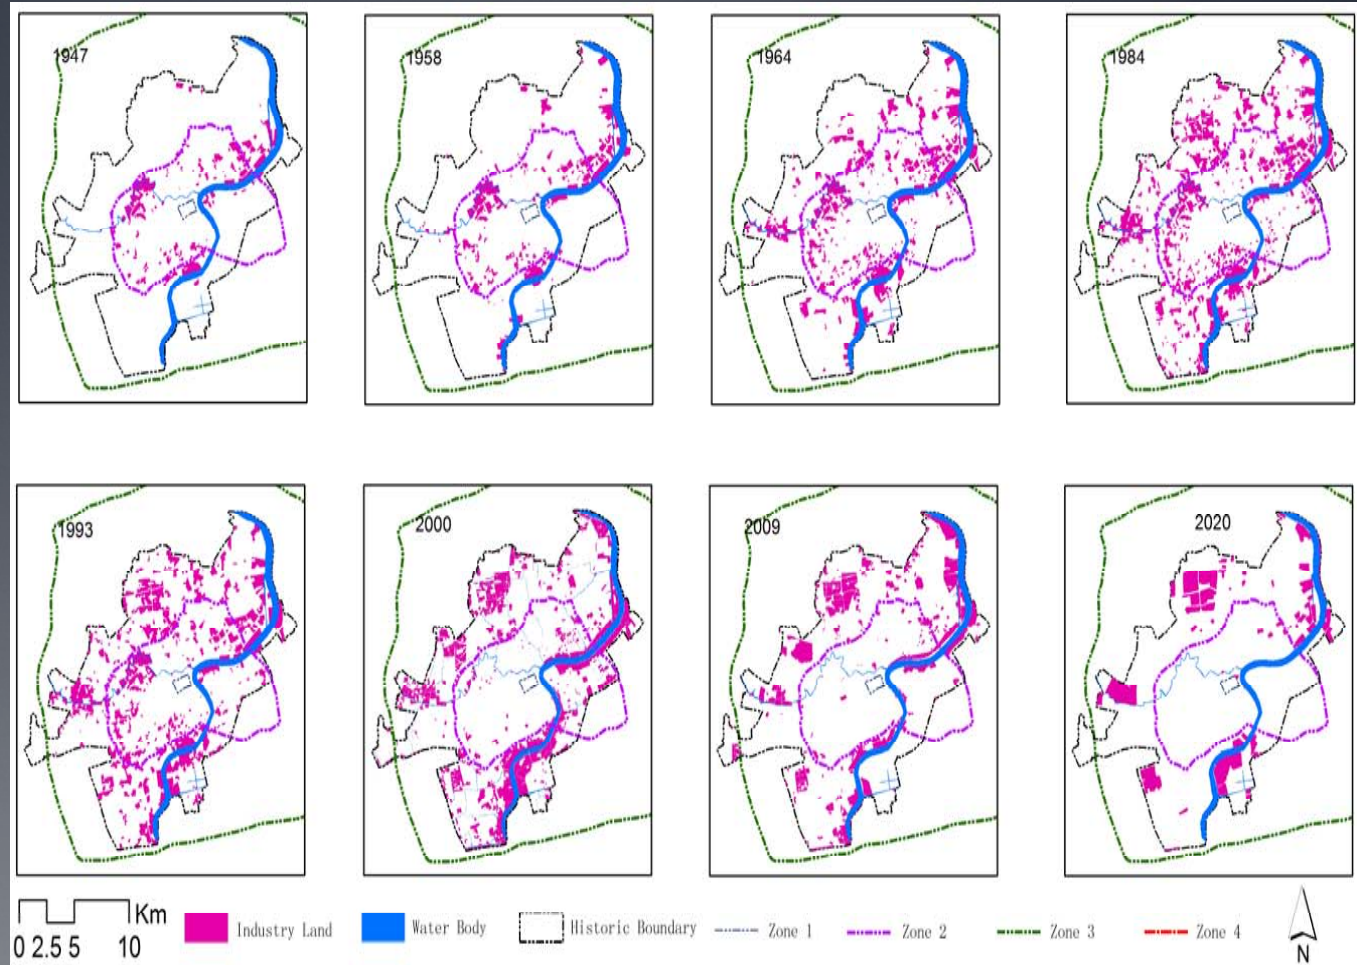 1947
1958
1964
1984
1993
2000
2009
2020
Km
0 2.5 5 10
Industry Land
Water Body
Historic Boundary
Zone 1
Zone 2
Zone 3
Zone 4
N